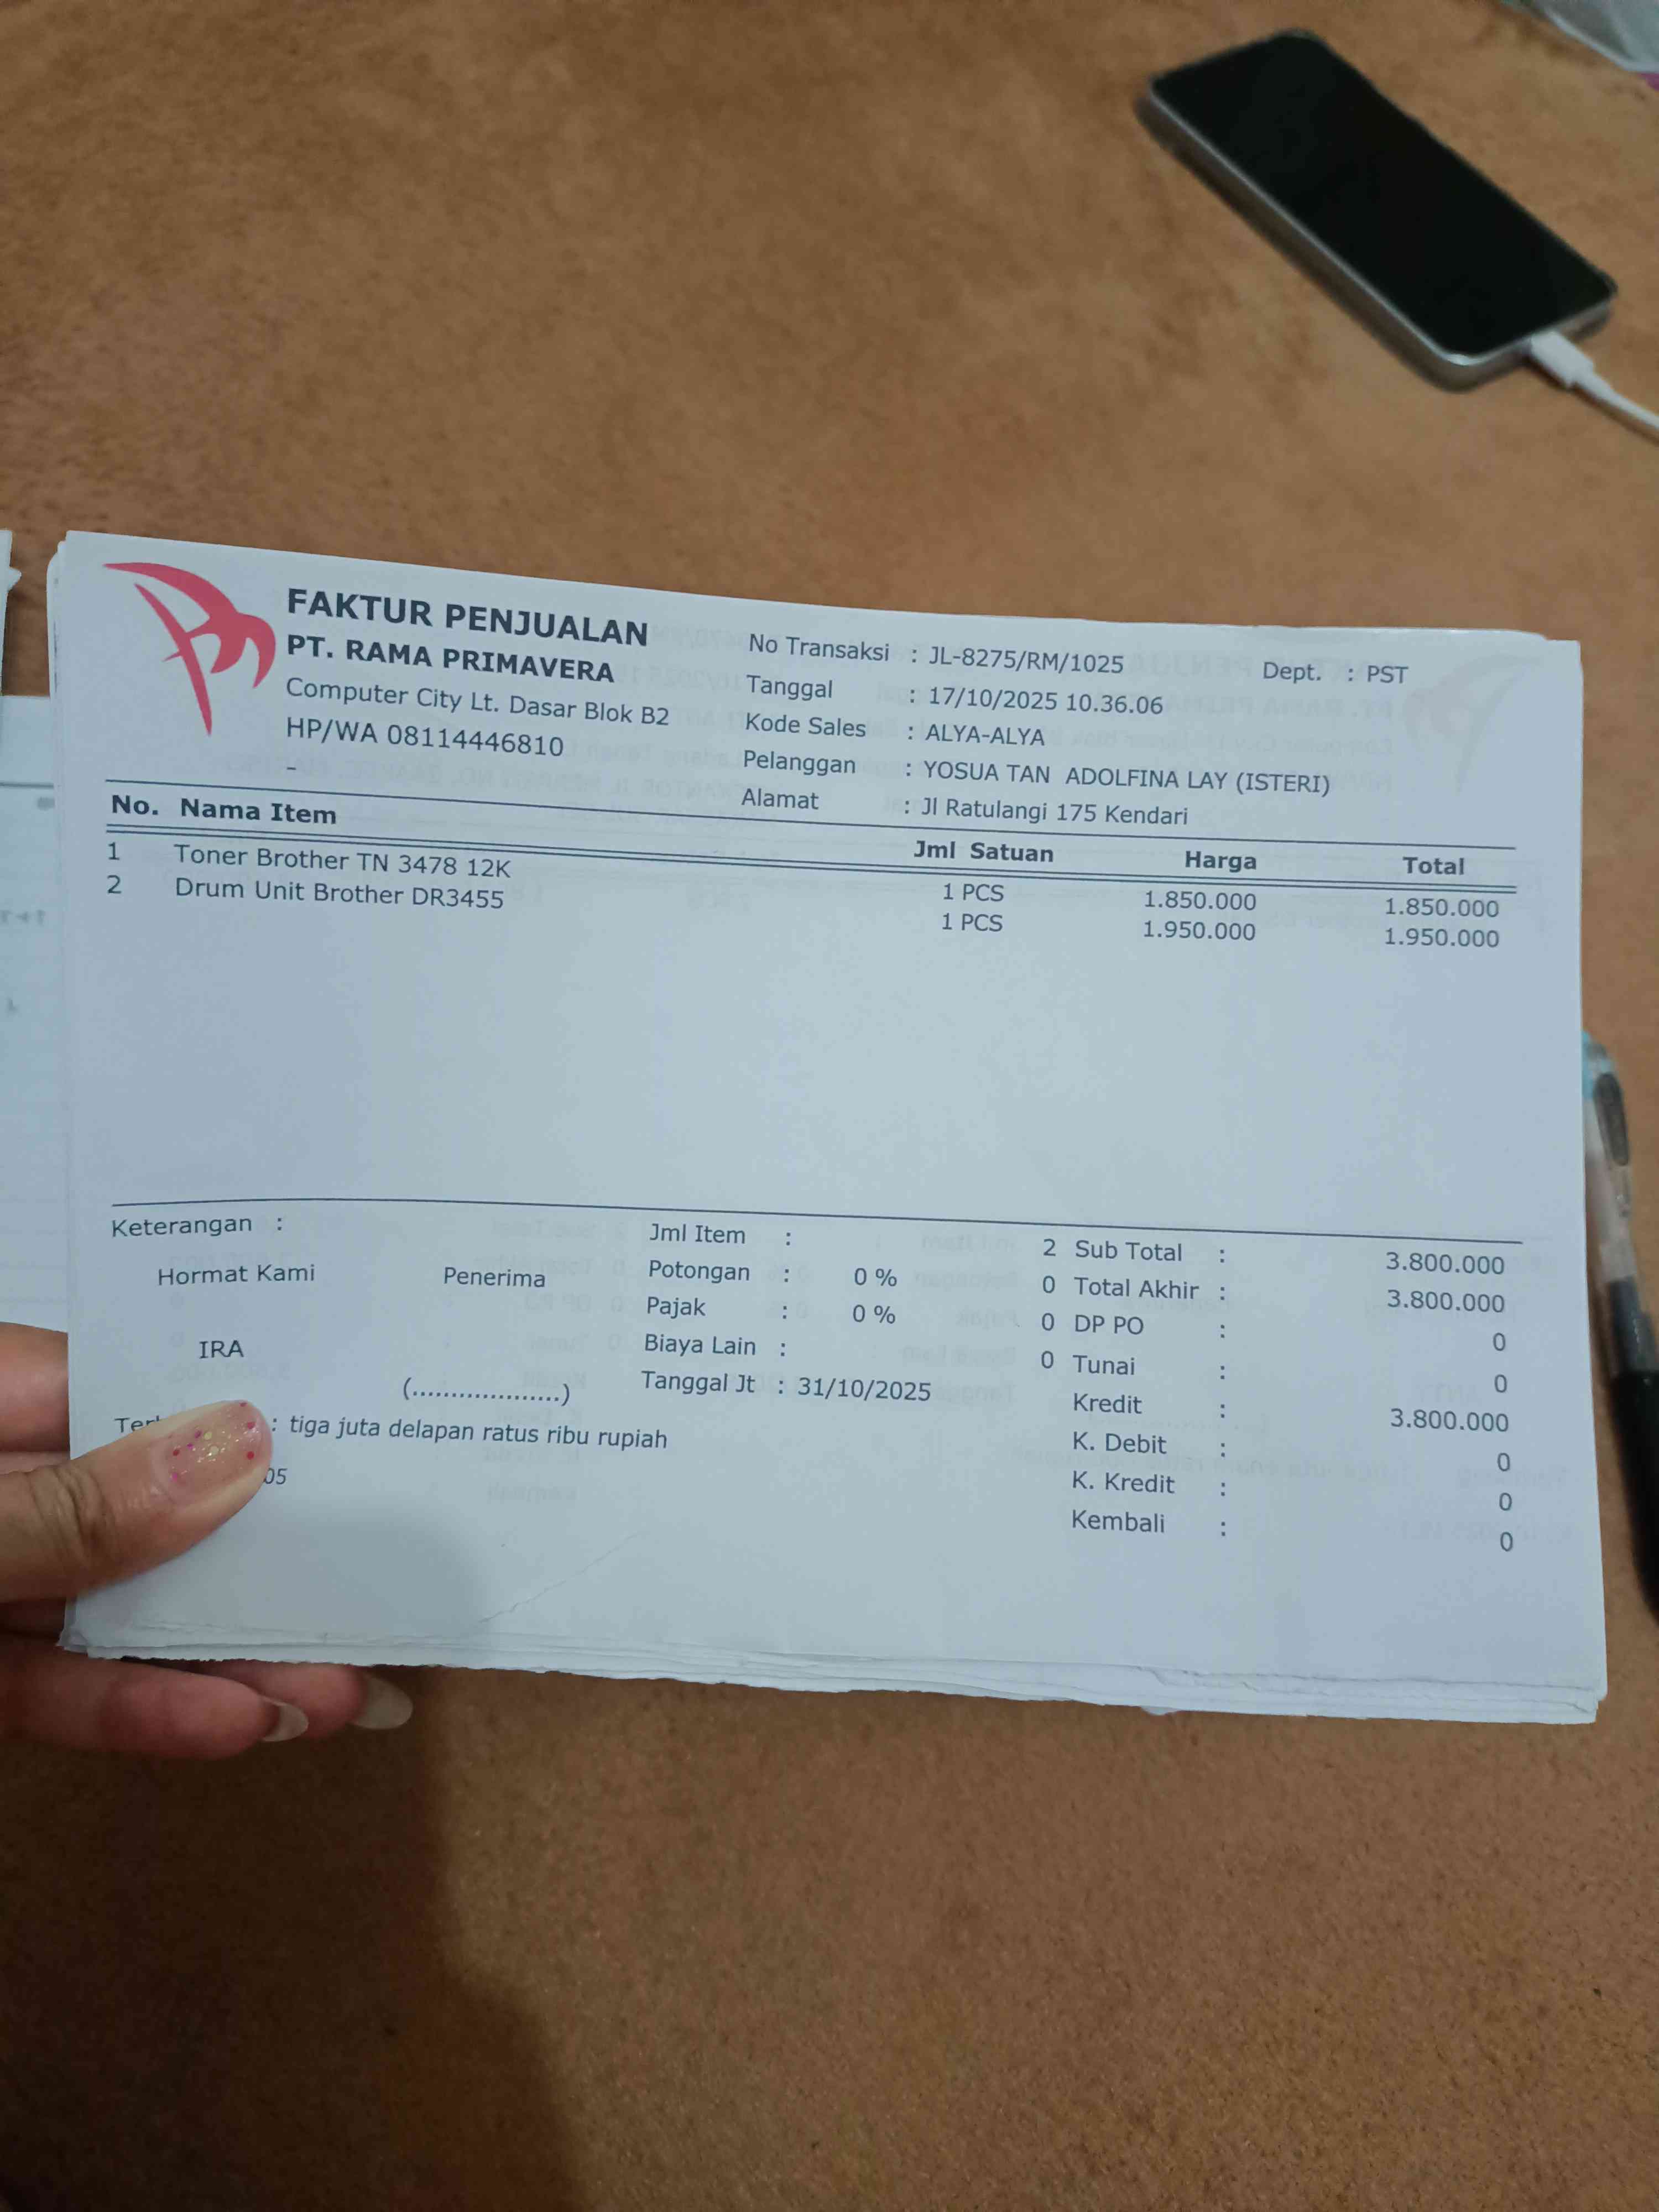 FAKTUR PENJUALAN
PT. RAMA PRIMAVERA
Computer City Lt. Dasar Blok B2
HP/WA 08114446810
-
No Transaksi : JL-8275/RM/1025 Dept. : PST
Tanggal : 17/10/2025 10.36.06
Kode Sales : ALYA-ALYA
Pelanggan : YOSUA TAN ADOLFINA LAY (ISTERI)
Alamat : Jl Ratulangi 175 Kendari
No. Nama Item Jml Satuan Harga Total
1 Toner Brother TN 3478 12K 1 PCS 1.850.000 1.850.000
2 Drum Unit Brother DR3455 1 PCS 1.950.000 1.950.000
Keterangan :
Hormat Kami Penerima
IRA
(...................)
Jml Item : 2
Potongan : 0 % 0
Pajak : 0 % 0
Biaya Lain : 0
Tanggal Jt : 31/10/2025
Sub Total : 3.800.000
Total Akhir : 3.800.000
DP PO : 0
Tunai : 0
Kredit : 3.800.000
K. Debit : 0
K. Kredit : 0
Kembali : 0
: tiga juta delapan ratus ribu rupiah
05